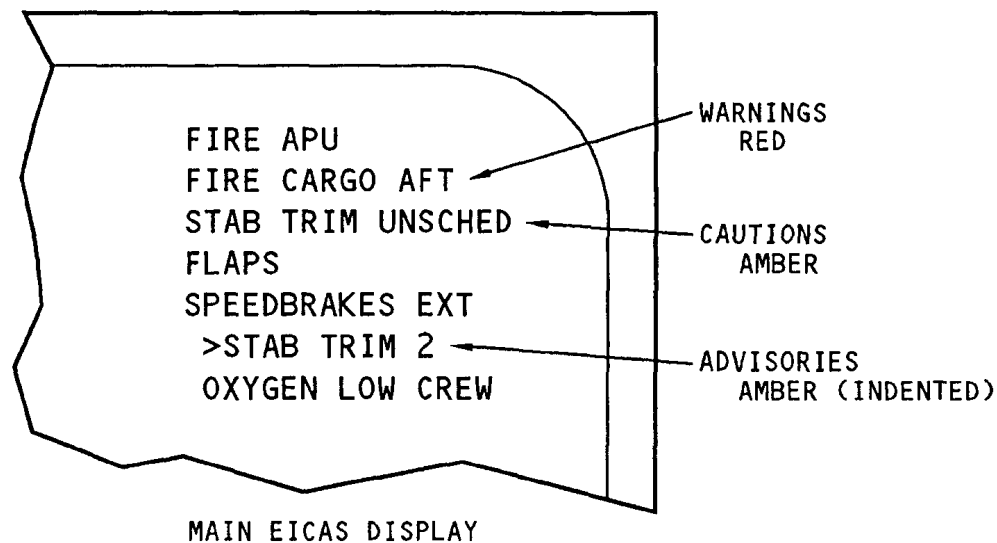 FIRE APU
FIRE CARGO AFT
STAB TRIM UNSCHED
FLAPS
SPEEDBRAKES EXT
>STAB TRIM 2
OXYGEN LOW CREW
WARNINGS
RED
CAUTIONS
AMBER
ADVISORIES
AMBER (INDENTED)
MAIN EICAS DISPLAY